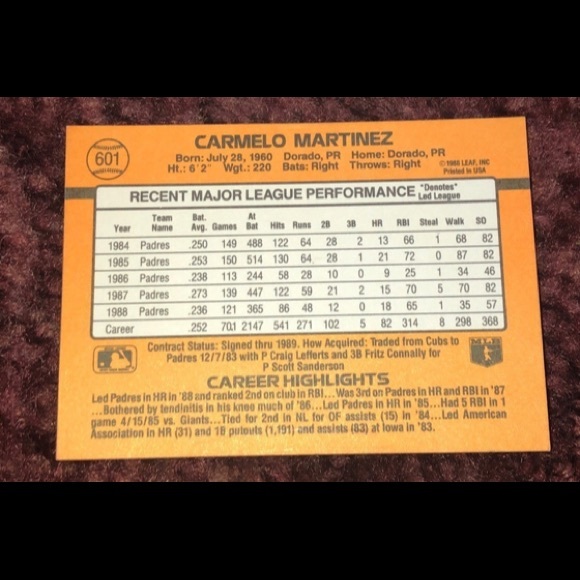 601
CARMELO MARTINEZ
Born: July 28, 1960 Dorado, PR Home: Dorado, PR
Ht.: 6' 2" Wgt.: 220 Bats: Right Throws: Right
© 1988 LEAF, INC
Printed in USA
RECENT MAJOR LEAGUE PERFORMANCE "Denotes" Led League
Year Team Name Bat. Avg. Games At Bat Hits Runs 2B 3B HR RBI Steal Walk SO
1984 Padres .250 149 488 122 64 28 2 13 66 1 68 82
1985 Padres .253 150 514 130 64 28 1 21 72 0 87 82
1986 Padres .238 113 244 58 28 10 0 9 25 1 34 46
1987 Padres .273 139 447 122 59 21 2 15 70 5 70 82
1988 Padres .236 121 365 86 48 12 0 18 65 1 35 57
Career .252 701 2147 541 271 102 5 82 314 8 298 368
Contract Status: Signed thru 1989. How Acquired: Traded from Cubs to
Padres 12/7/83 with P Craig Lefferts and 3B Fritz Connally for
P Scott Sanderson
MLB
CAREER HIGHLIGHTS
Led Padres in HR in '88 and ranked 2nd on club in RBI...Was 3rd on Padres in HR and RBI in '87
...Bothered by tendinitis in his knee much of '86...Led Padres in HR in '85...Had 5 RBI in 1
game 4/15/85 vs. Giants...Tied for 2nd in NL for OF assists (15) in '84...Led American
Association in HR (31) and 1B putouts (1,191) and assists (83) at Iowa in '83.